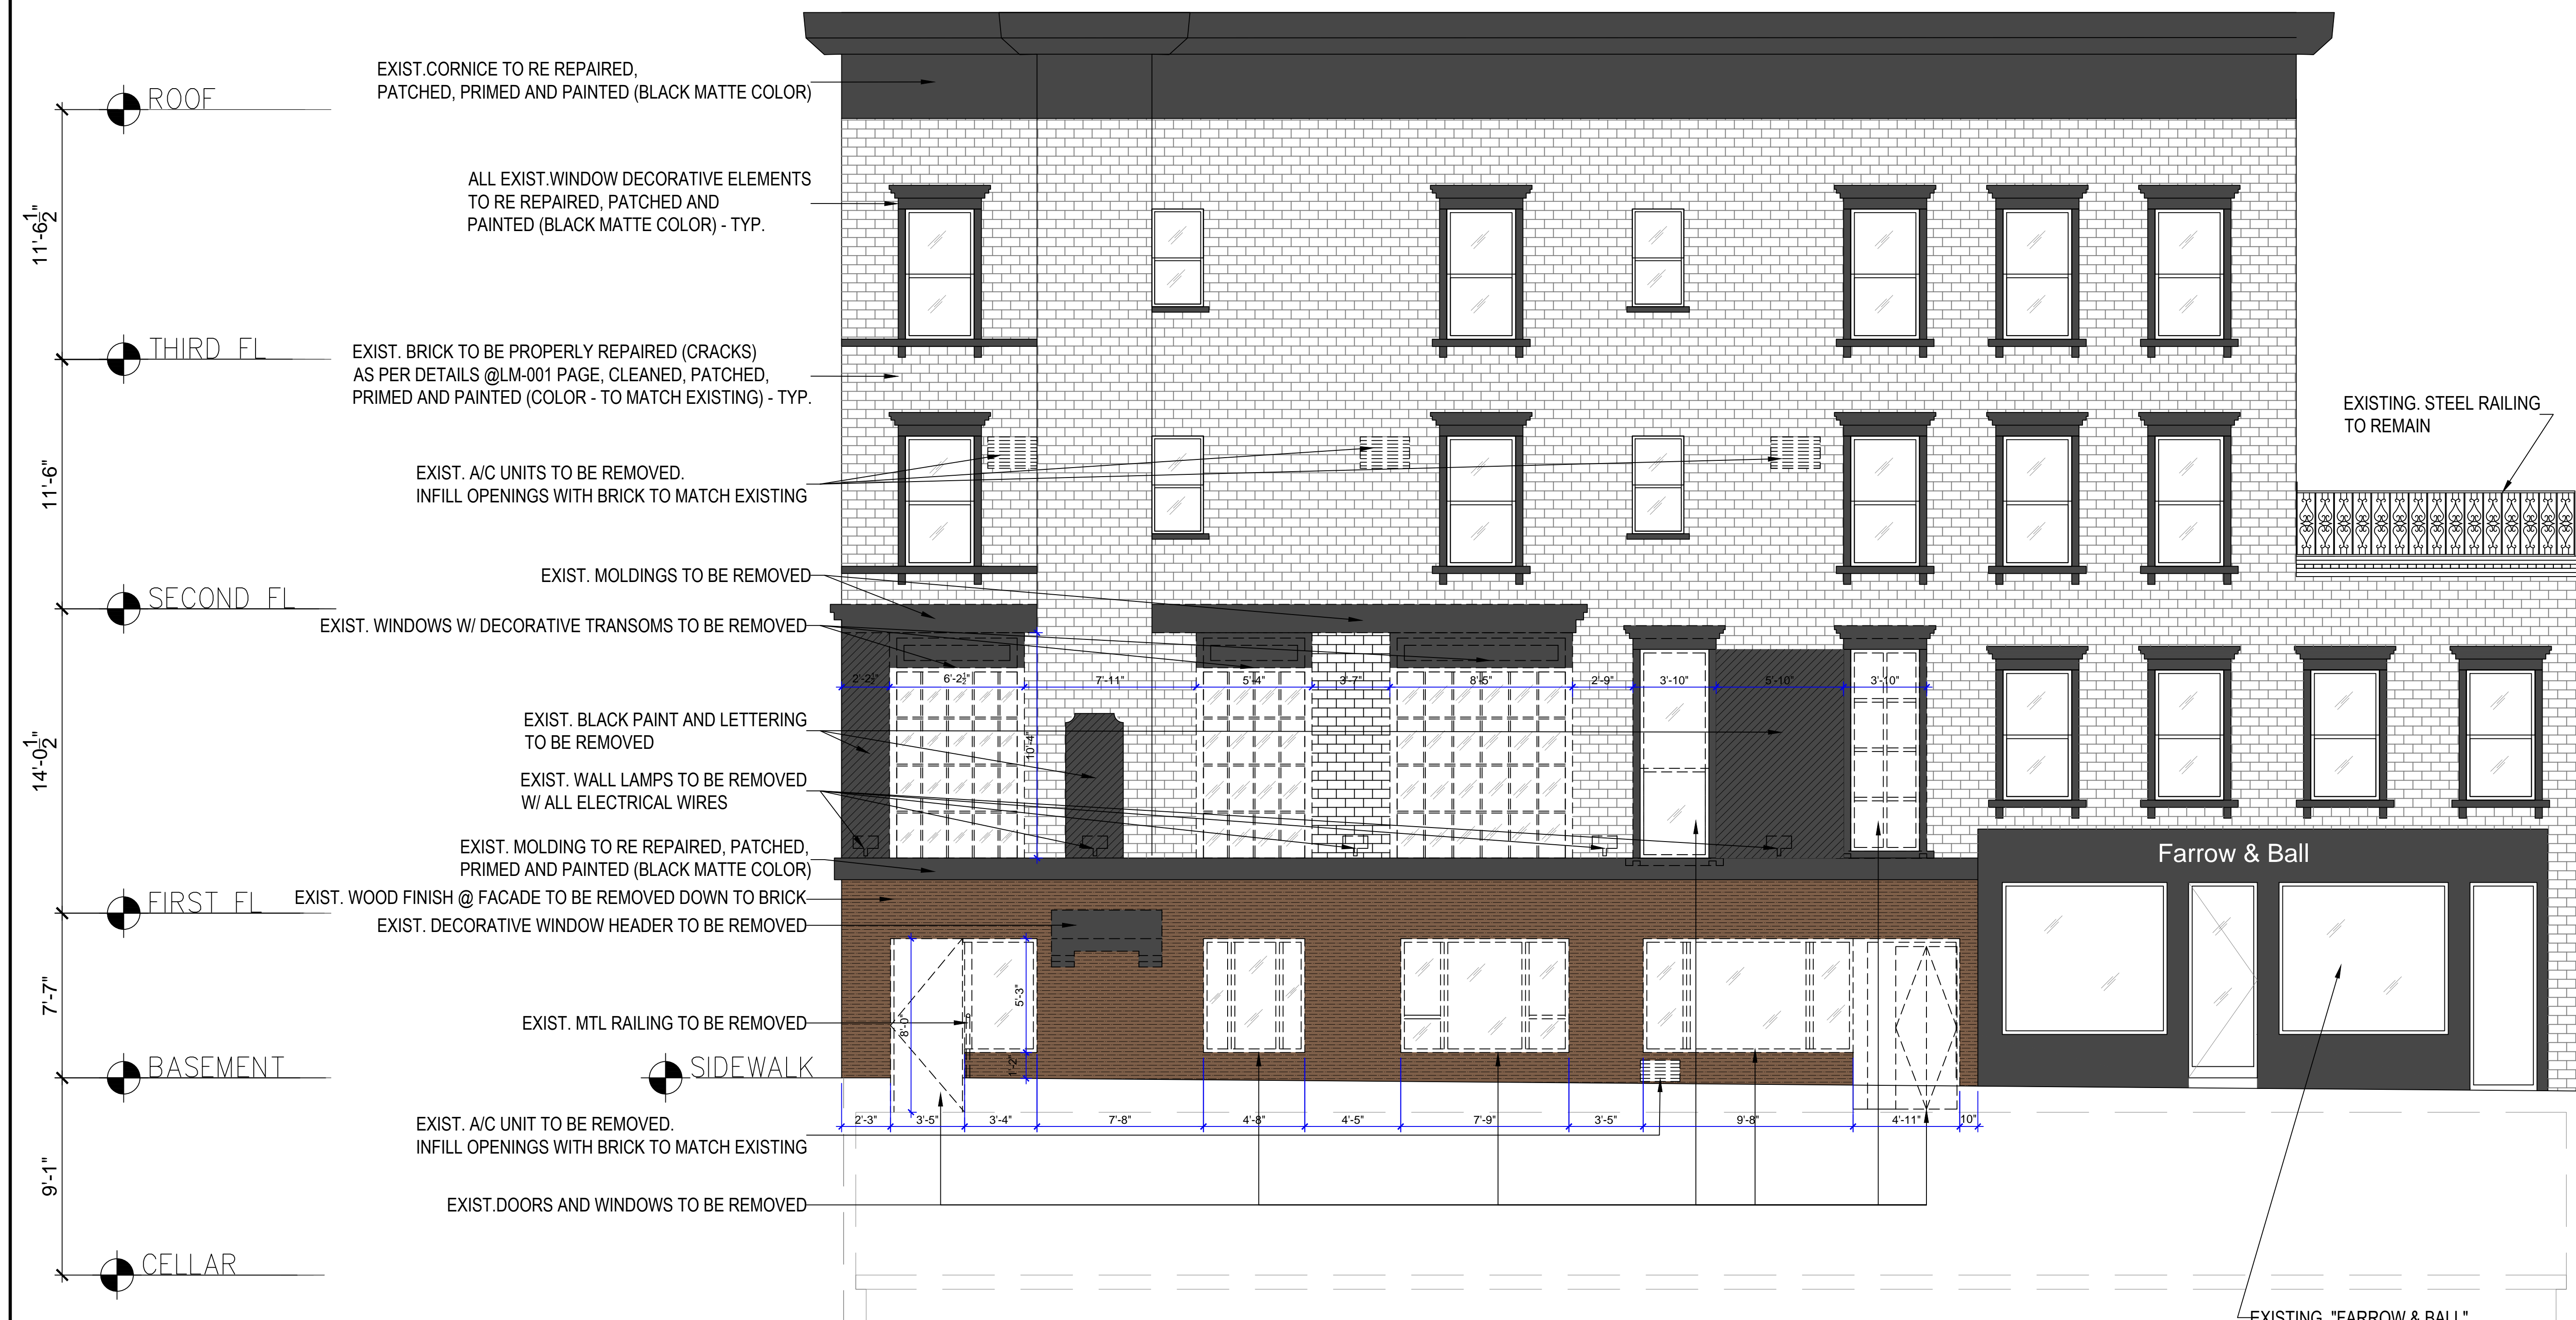 EXIST.CORNICE TO RE REPAIRED,
PATCHED, PRIMED AND PAINTED (BLACK MATTE COLOR)
ROOF
ALL EXIST.WINDOW DECORATIVE ELEMENTS
TO RE REPAIRED, PATCHED AND
PAINTED (BLACK MATTE COLOR) - TYP.
11'-6½"
THIRD FL
EXIST. BRICK TO BE PROPERLY REPAIRED (CRACKS)
AS PER DETAILS @LM-001 PAGE, CLEANED, PATCHED,
PRIMED AND PAINTED (COLOR - TO MATCH EXISTING) - TYP.
EXISTING. STEEL RAILING
TO REMAIN
11'-6"
EXIST. A/C UNITS TO BE REMOVED.
INFILL OPENINGS WITH BRICK TO MATCH EXISTING
EXIST. MOLDINGS TO BE REMOVED
SECOND FL
EXIST. WINDOWS W/ DECORATIVE TRANSOMS TO BE REMOVED
2'-2½" 6'-2½" 7'-11" 5'-4" 3'-7" 8'-5" 2'-9" 3'-10" 5'-10" 3'-10"
EXIST. BLACK PAINT AND LETTERING
TO BE REMOVED
10'-4"
14'-0½"
EXIST. WALL LAMPS TO BE REMOVED
W/ ALL ELECTRICAL WIRES
EXIST. MOLDING TO RE REPAIRED, PATCHED,
PRIMED AND PAINTED (BLACK MATTE COLOR)
Farrow & Ball
EXIST. WOOD FINISH @ FACADE TO BE REMOVED DOWN TO BRICK
FIRST FL
EXIST. DECORATIVE WINDOW HEADER TO BE REMOVED
7'-7"
5'-3"
8'-0"
EXIST. MTL RAILING TO BE REMOVED
1'-2"
BASEMENT
SIDEWALK
EXIST. A/C UNIT TO BE REMOVED.
INFILL OPENINGS WITH BRICK TO MATCH EXISTING
2'-3" 3'-5" 3'-4" 7'-8" 4'-8" 4'-5" 7'-9" 3'-5" 9'-8" 4'-11" 10"
9'-1"
EXIST.DOORS AND WINDOWS TO BE REMOVED
CELLAR
EXISTING. "FARROW & BALL"